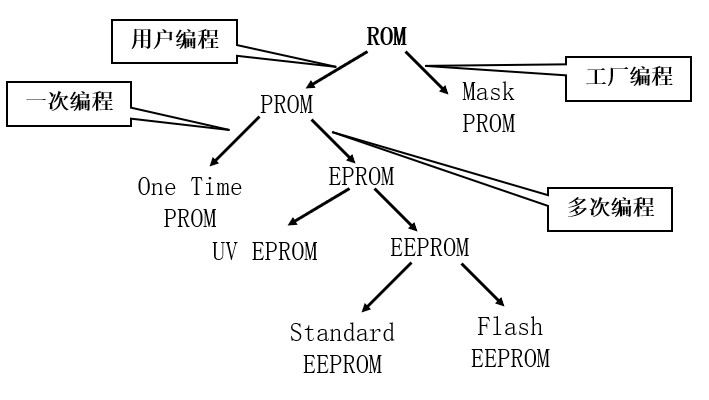 用户编程
ROM
工厂编程
一次编程
PROM
Mask
PROM
One Time
PROM
EPROM
多次编程
UV EPROM
EEPROM
Standard
EEPROM
Flash
EEPROM